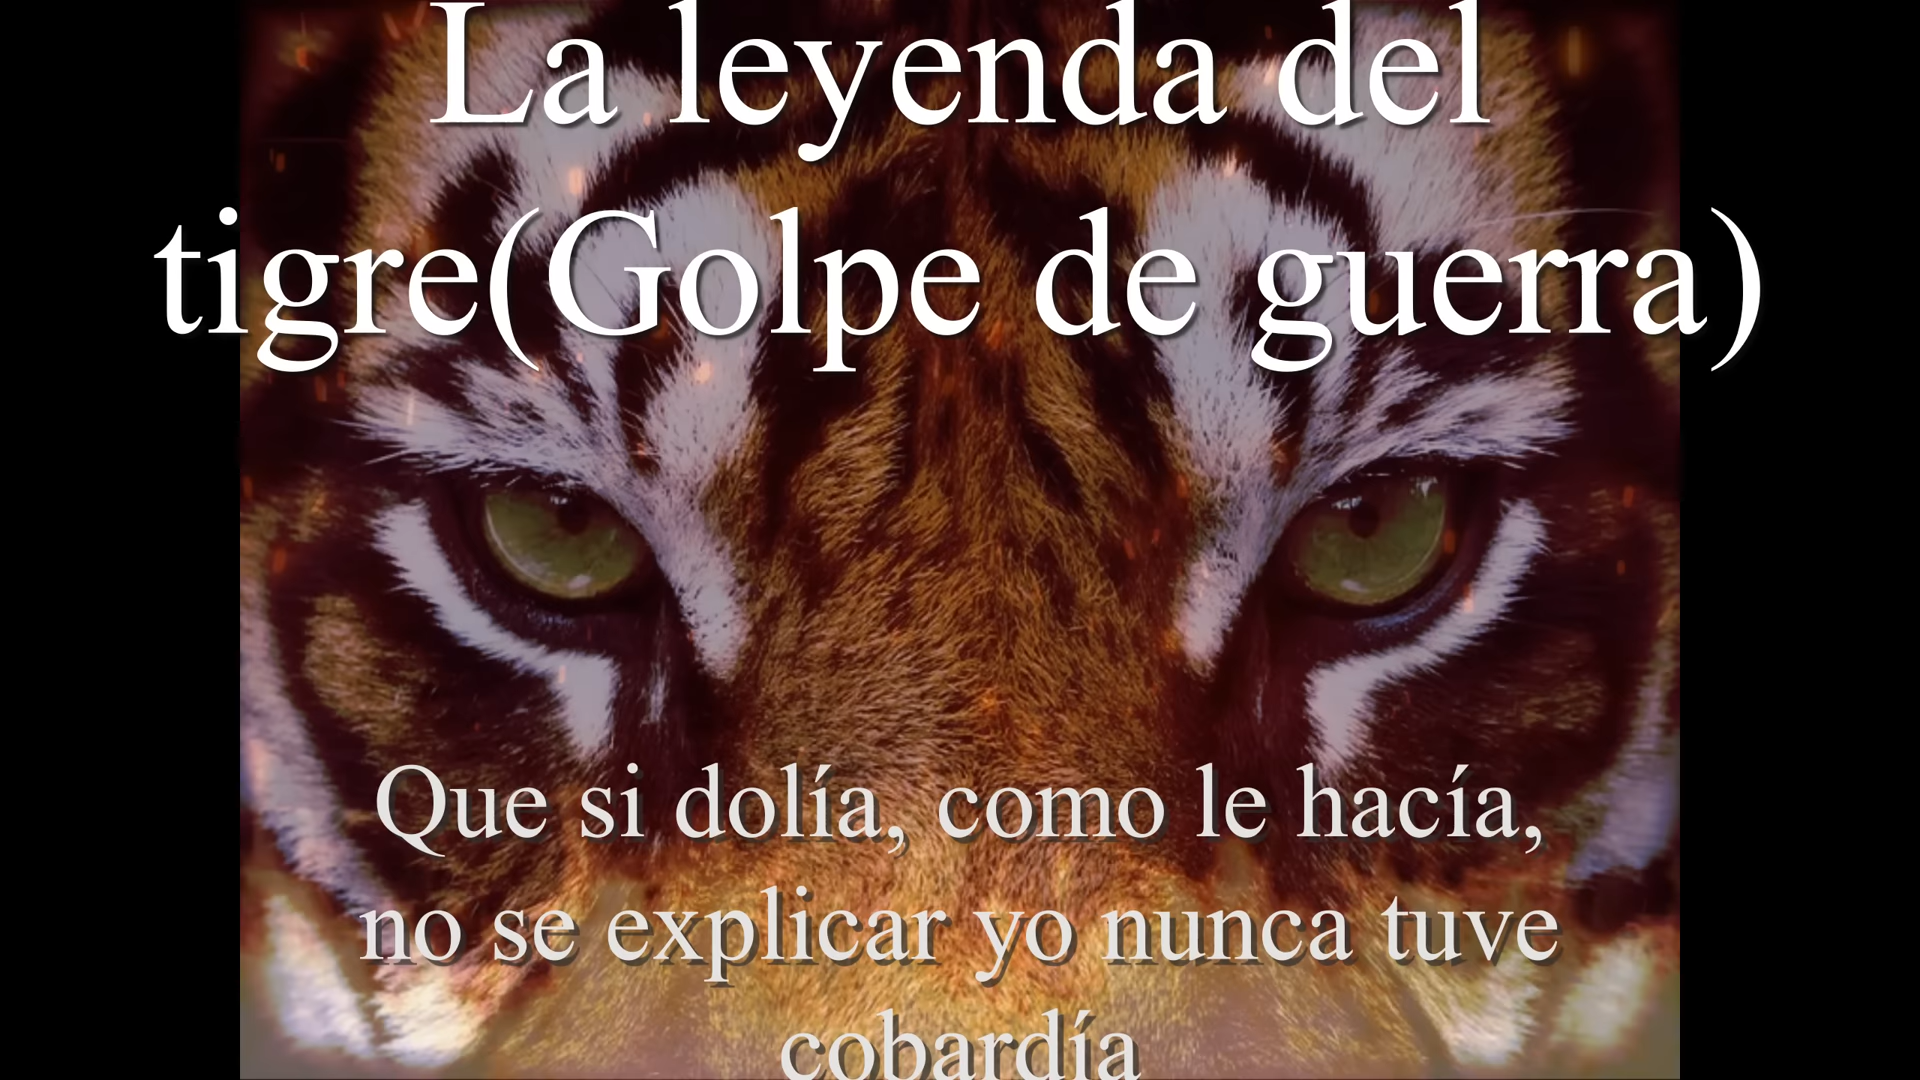 La leyenda del
tigre(Golpe de guerra)
Que si dolía, como le hacía,
no se explicar yo nunca tuve
cobardía